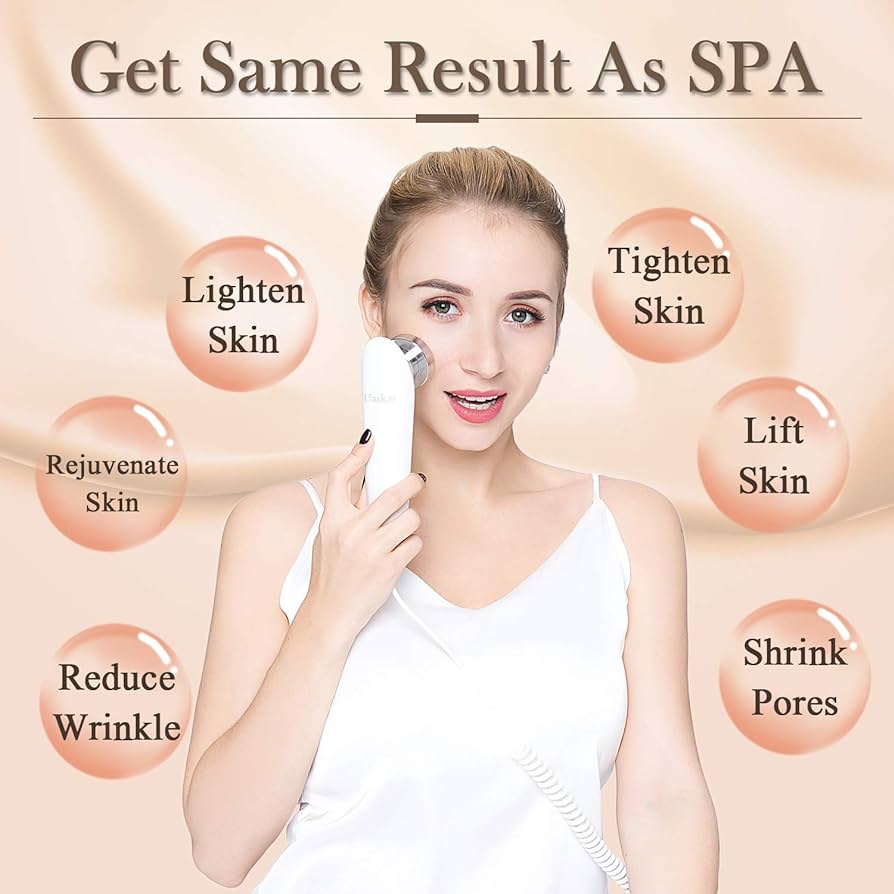 Get Same Result As SPA
Lighten
Skin
Tighten
Skin
Rejuvenate
Skin
Lift
Skin
Reduce
Wrinkle
Shrink
Pores